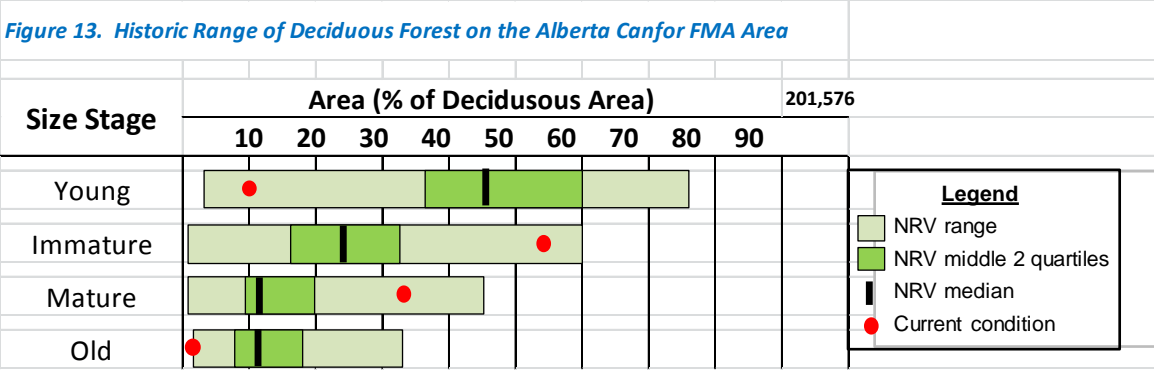 Figure 13. Historic Range of Deciduous Forest on the Alberta Canfor FMA Area
Size Stage
Area (% of Decidusous Area)
201,576
10 20 30 40 50 60 70 80 90
Young
Immature
Mature
Old
Legend
NRV range
NRV middle 2 quartiles
NRV median
Current condition